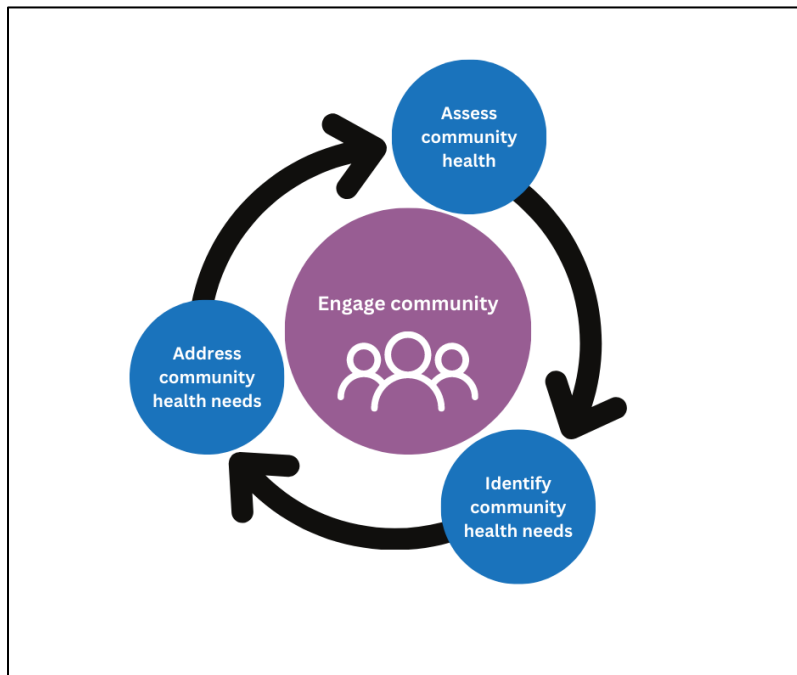 Assess
community
health
Engage community
Address
community
health needs
Identify
community
health needs